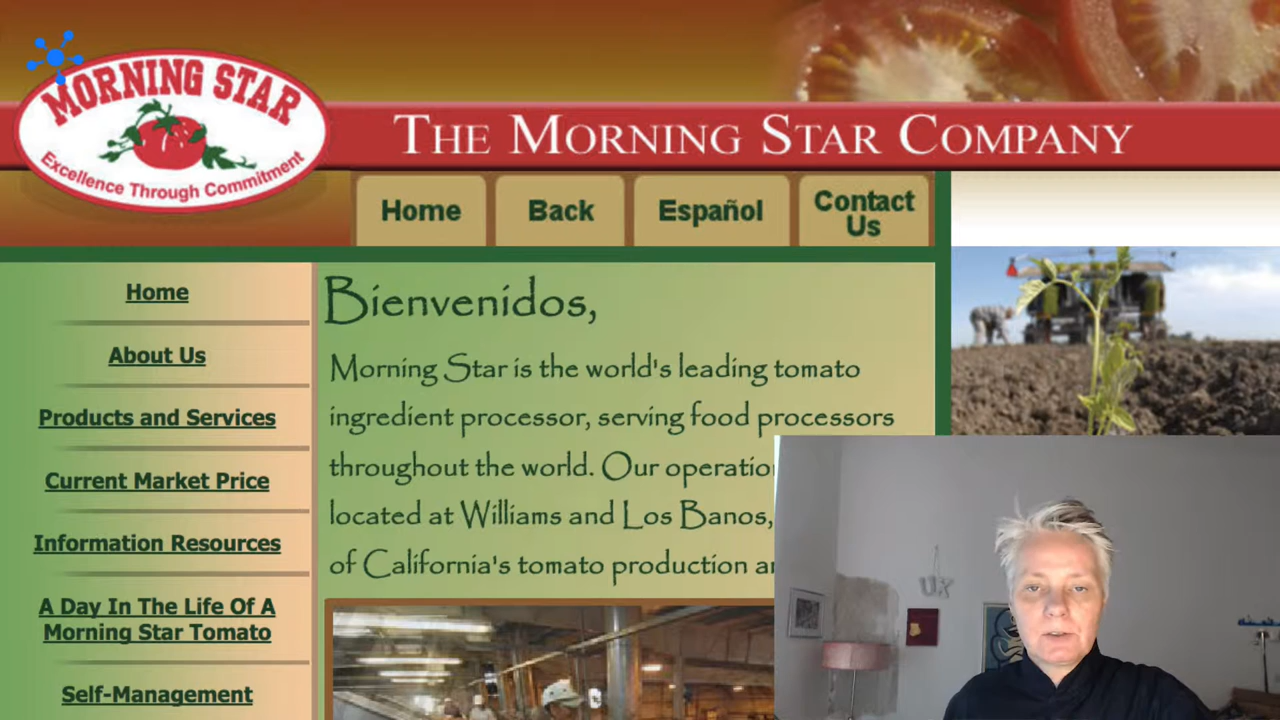 MORNING STAR
Excellence Through Commitment
THE MORNING STAR COMPANY
Home
Back
Español
Contact
Us
Home
About Us
Products and Services
Current Market Price
Information Resources
A Day In The Life Of A
Morning Star Tomato
Self-Management
Bienvenidos,
Morning Star is the world's leading tomato
ingredient processor, serving food processors
throughout the world. Our
located at Williams and Los Banos,
of California's tomato production
UX